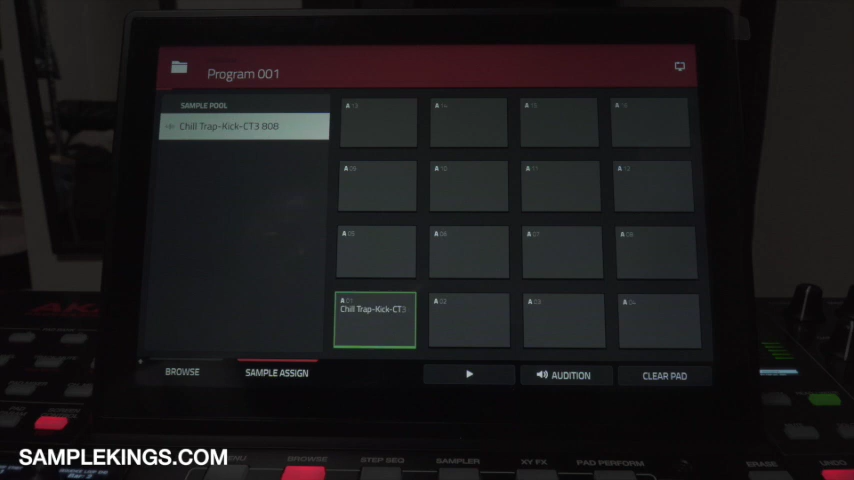 Program 001
SAMPLE POOL
Chill Trap-Kick-CT3 808
A 13
A 14
A 15
A 16
A 09
A 10
A 11
A 12
A 05
A 06
A 07
A 08
A 01
Chill Trap-Kick-CT3
A 02
A 03
A 04
BROWSE
SAMPLE ASSIGN
AUDITION
CLEAR PAD
SAMPLEKINGS.COM
MENU
BROWSE
STEP SEQ
SAMPLER
XY FX
PAD PERFORM
ERASE
UNDO